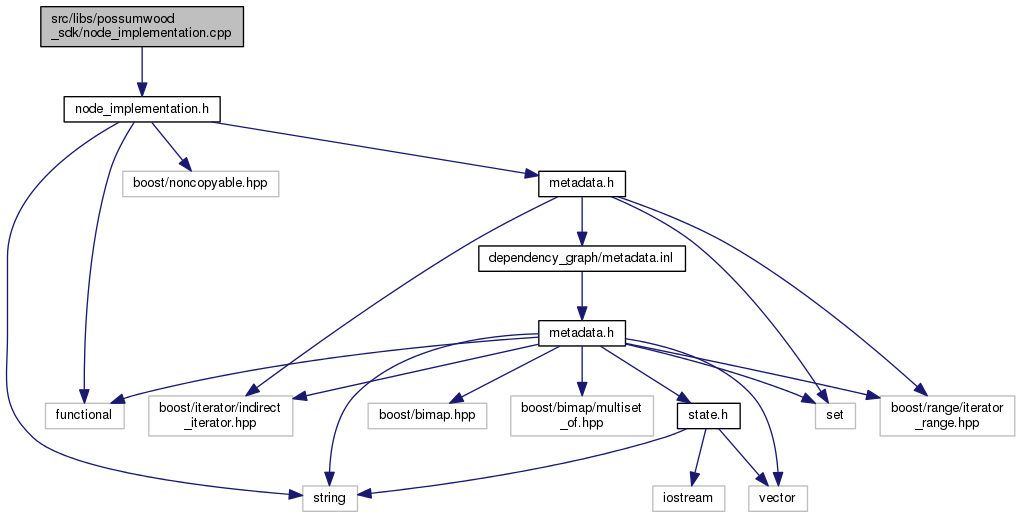 src/libs/possumwood
_sdk/node_implementation.cpp
node_implementation.h
boost/noncopyable.hpp
metadata.h
dependency_graph/metadata.inl
metadata.h
functional
boost/iterator/indirect
_iterator.hpp
boost/bimap.hpp
boost/bimap/multiset
_of.hpp
state.h
set
boost/range/iterator
_range.hpp
string
iostream
vector